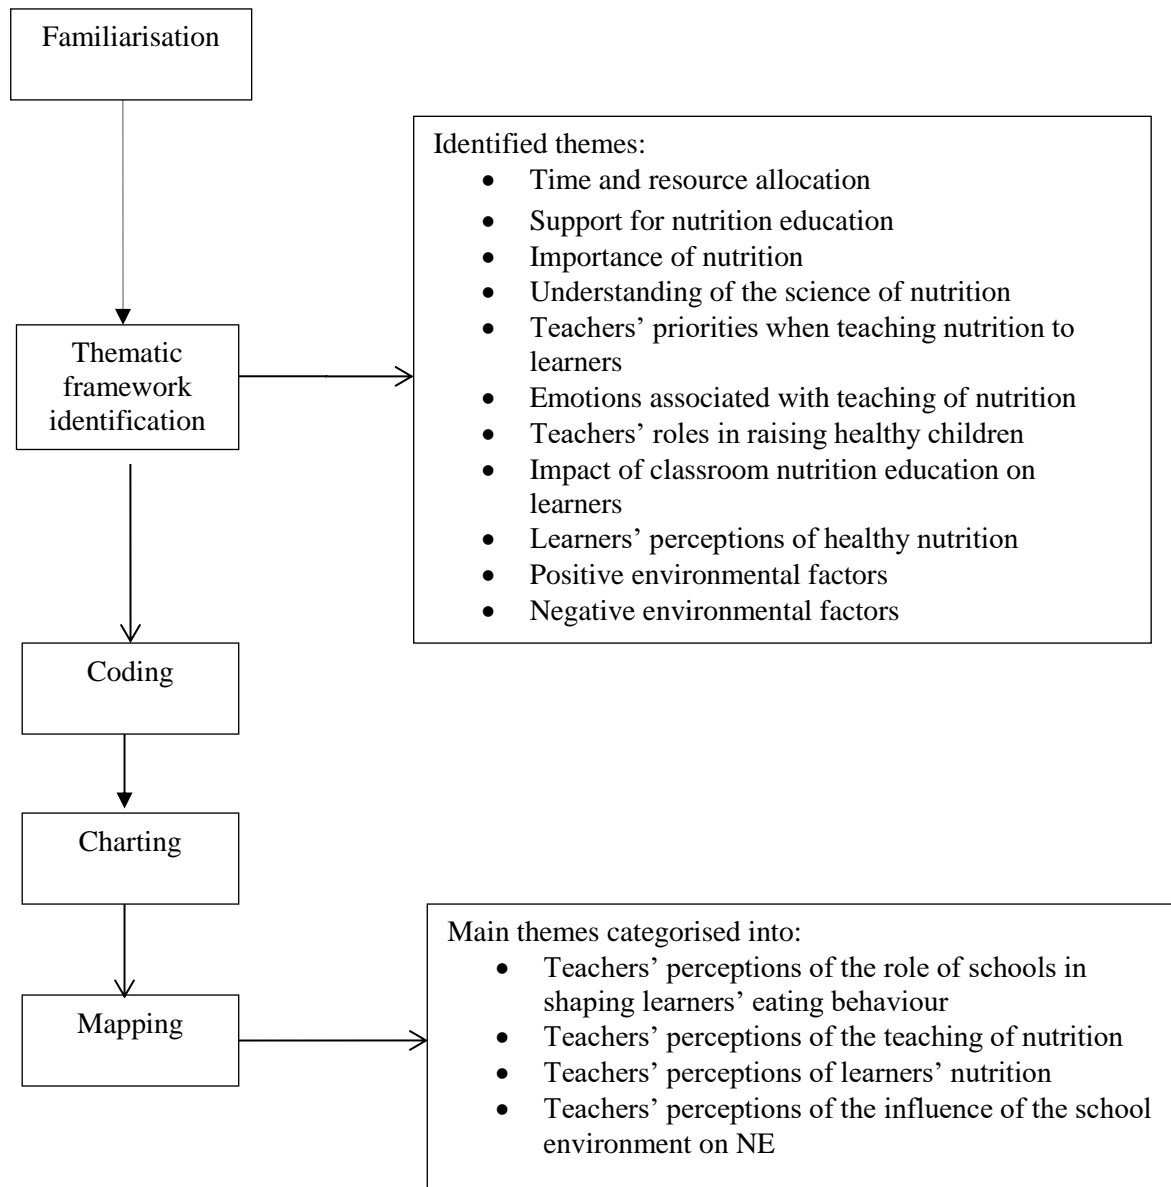 Familiarisation
Identified themes:
• Time and resource allocation
• Support for nutrition education
• Importance of nutrition
• Understanding of the science of nutrition
• Teachers’ priorities when teaching nutrition to
learners
• Emotions associated with teaching of nutrition
• Teachers’ roles in raising healthy children
• Impact of classroom nutrition education on
learners
• Learners’ perceptions of healthy nutrition
• Positive environmental factors
• Negative environmental factors
Thematic
framework
identification
Coding
Charting
Mapping
Main themes categorised into:
• Teachers’ perceptions of the role of schools in
shaping learners’ eating behaviour
• Teachers’ perceptions of the teaching of nutrition
• Teachers’ perceptions of learners’ nutrition
• Teachers’ perceptions of the influence of the school
environment on NE